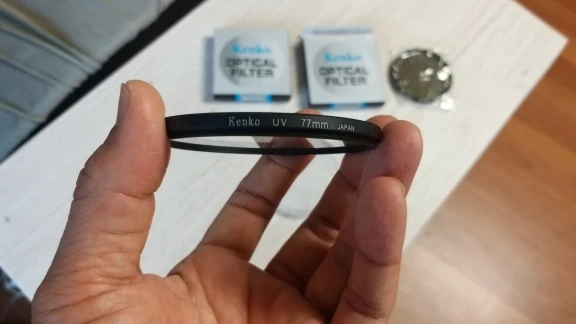 Kenko
OPTICAL
FILTER
Kenko
OPTICAL
FILTER
Kenko UV 77mm JAPAN